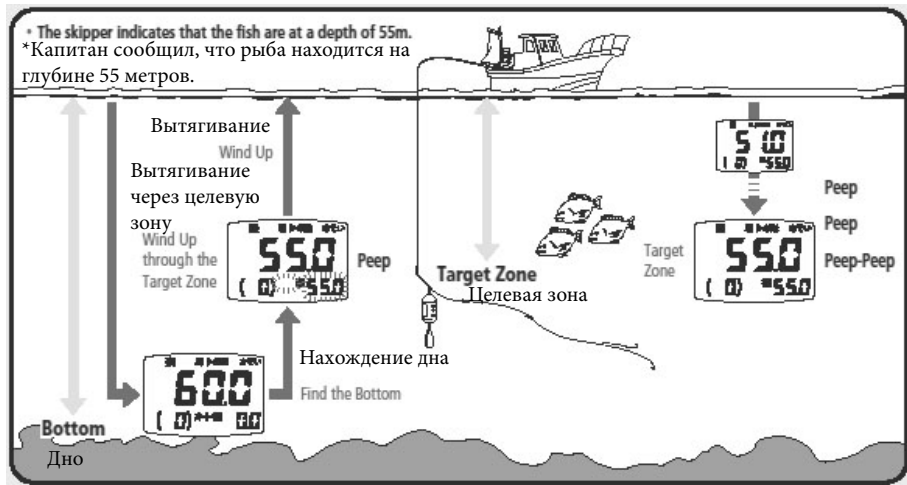 * The skipper indicates that the fish are at a depth of 55m.
*Капитан сообщил, что рыба находится на
глубине 55 метров.
Вытягивание
Wind Up
Вытягивание
через целевую
зону
Wind Up
through the
Target Zone
55.0
( 0) 55.0
Peep
Нахождение дна
Find the Bottom
60.0
( 0) 0.0
Bottom
Дно
Target Zone
Целевая зона
51.0
( 0) 55.0
Peep
Peep
Peep-Peep
Target
Zone
55.0
( 0) 55.0